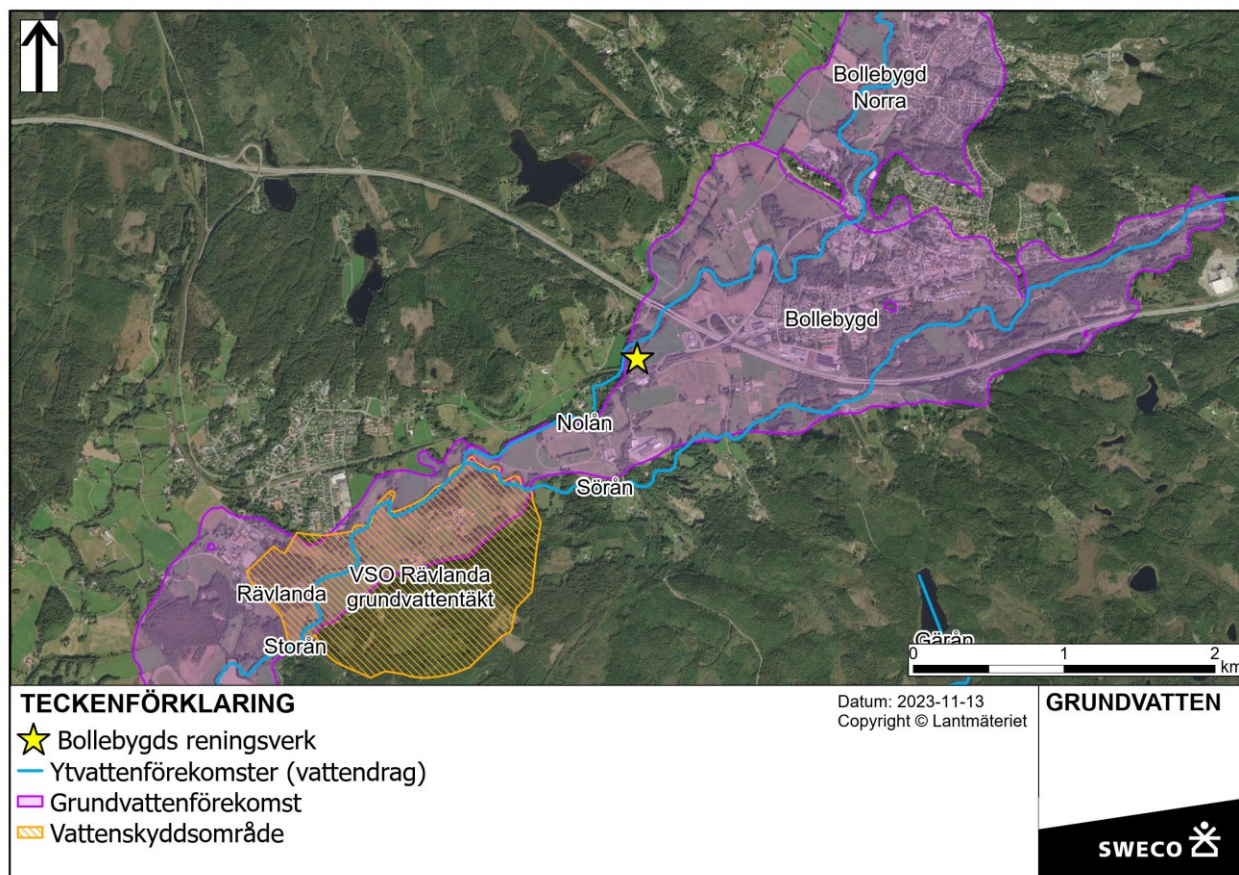 Bollebygd
Norra
Bollebygd
Nolån
Sörån
VSO Rävlanda
grundvattentäkt
Rävlanda
Storån
Gärån
0 1 2
km
TECKENFÖRKLARING
Bollebygds reningsverk
Ytvattenförekomster (vattendrag)
Grundvattenförekomst
Vattenskyddsområde
Datum: 2023-11-13
Copyright © Lantmäteriet
GRUNDVATTEN
SWECO